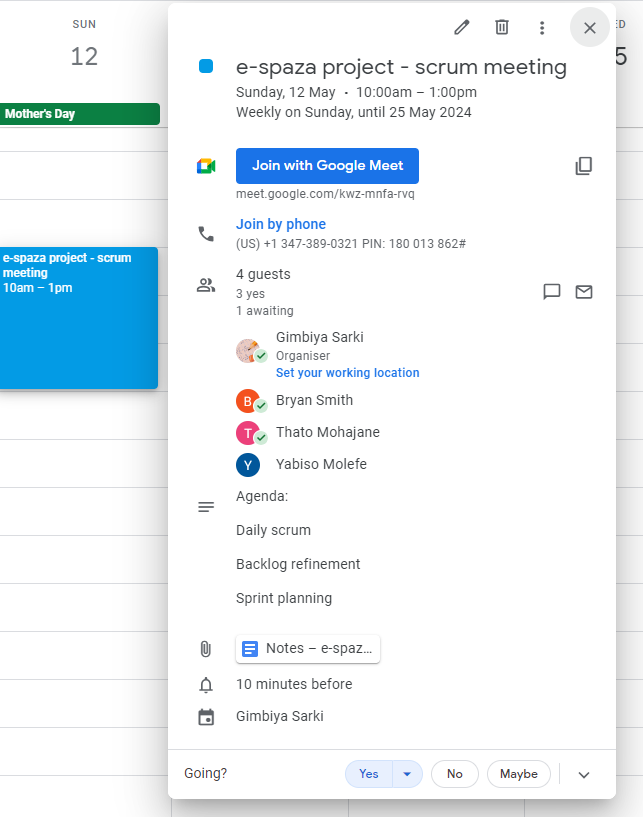 SUN
12
ED
5
Mother's Day
e-spaza project - scrum
meeting
10am – 1pm
e-spaza project - scrum meeting
Sunday, 12 May • 10:00am – 1:00pm
Weekly on Sunday, until 25 May 2024
Join with Google Meet
meet.google.com/kwz-mnfa-rvq
Join by phone
(US) +1 347-389-0321 PIN: 180 013 862#
4 guests
3 yes
1 awaiting
Gimbiya Sarki
Organiser
Set your working location
B Bryan Smith
T Thato Mohajane
Y Yabiso Molefe
Agenda:
Daily scrum
Backlog refinement
Sprint planning
Notes – e-spaz...
10 minutes before
Gimbiya Sarki
Going? Yes No Maybe